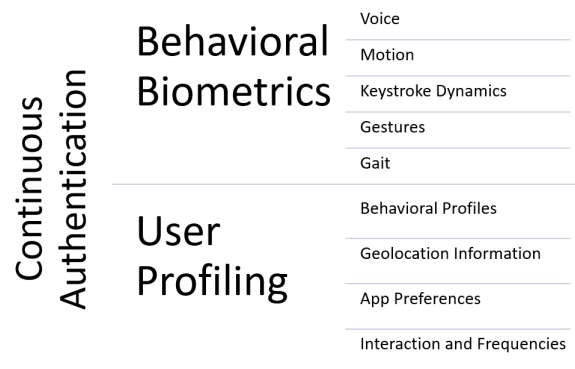 Continuous
Authentication
Behavioral
Biometrics
Voice
Motion
Keystroke Dynamics
Gestures
Gait
User
Profiling
Behavioral Profiles
Geolocation Information
App Preferences
Interaction and Frequencies